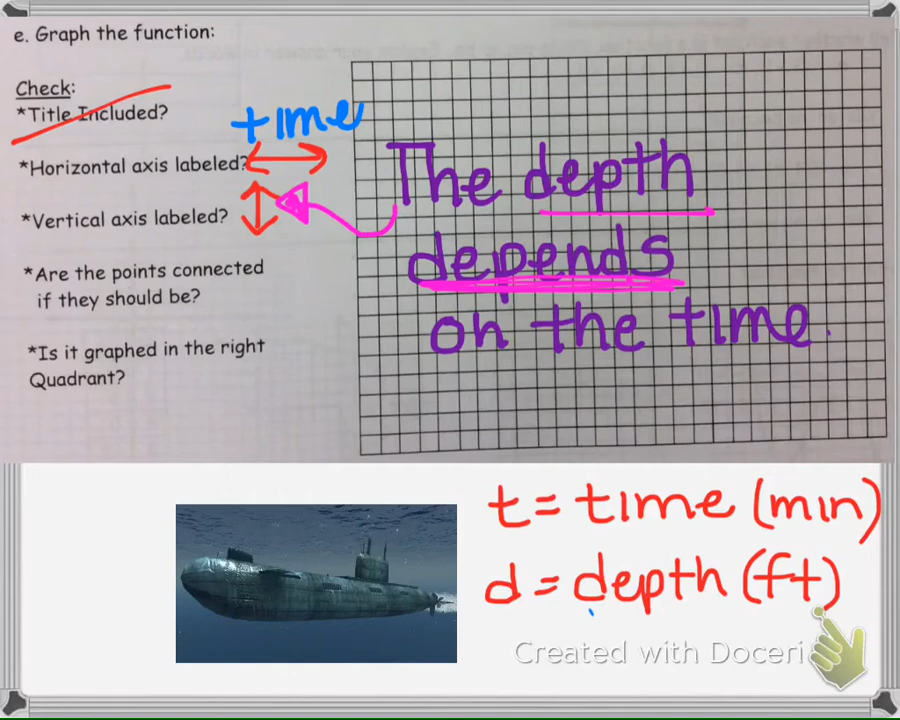 e. Graph the function:
Check:
*Title Included?
time
*Horizontal axis labeled?
*Vertical axis labeled?
*Are the points connected
if they should be?
*Is it graphed in the right
Quadrant?
The depth
depends
on the time.
t = time (min)
d = depth (ft)
Created with Doceri